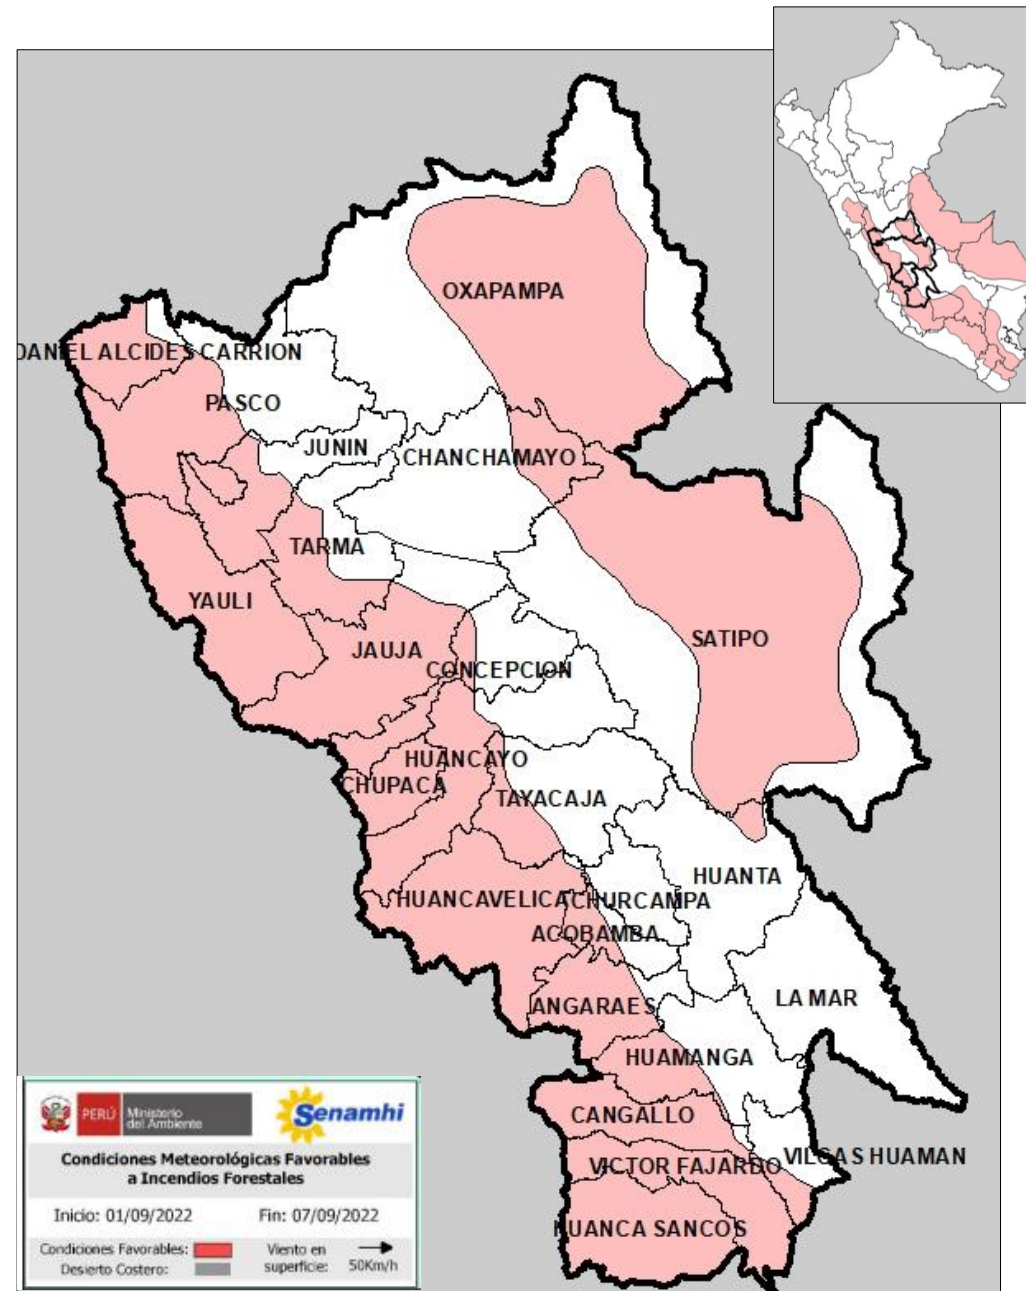 OXAPAMPA
DANIEL ALCIDES CARRION
PASCO
JUNIN
CHANCHAMAYO
TARMA
YAULI
JAUJA
SATIPO
CONCEPCION
HUANCAYO
CHUPACA
TAYACAJA
HUANTA
HUANCAVELICA
CHURCAMPA
ACOBAMBA
LA MAR
ANGARAES
HUAMANGA
CANGALLO
VILCAS HUAMAN
VICTOR FAJARDO
HUANCA SANCOS
PERÚ
Ministerio
del Ambiente
Senamhi
Condiciones Meteorológicas Favorables
a Incendios Forestales
Inicio: 01/09/2022 Fin: 07/09/2022
Condiciones Favorables:
Desierto Costero:
Viento en
superficie: 50Km/h